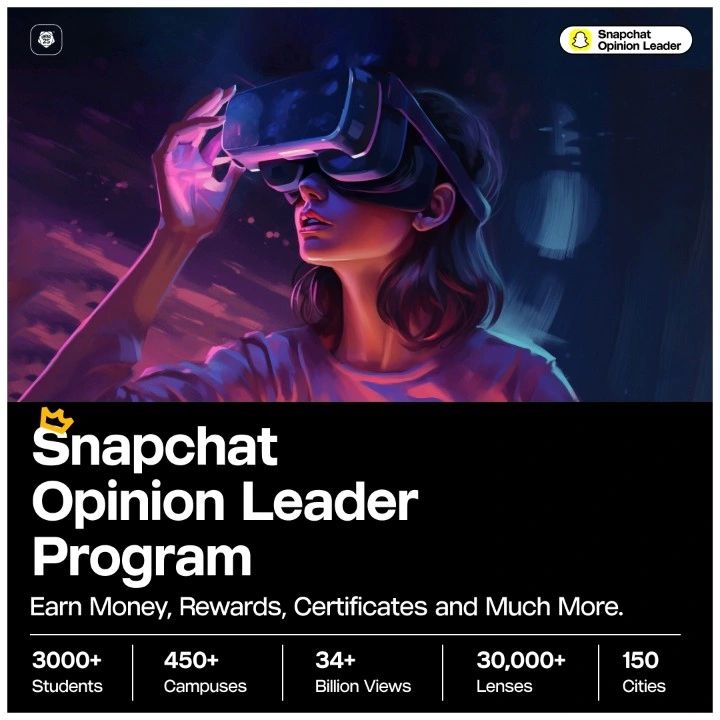 Snapchat
Opinion Leader
Snapchat
Opinion Leader
Program
Earn Money, Rewards, Certificates and Much More.
3000+
Students
450+
Campuses
34+
Billion Views
30,000+
Lenses
150
Cities